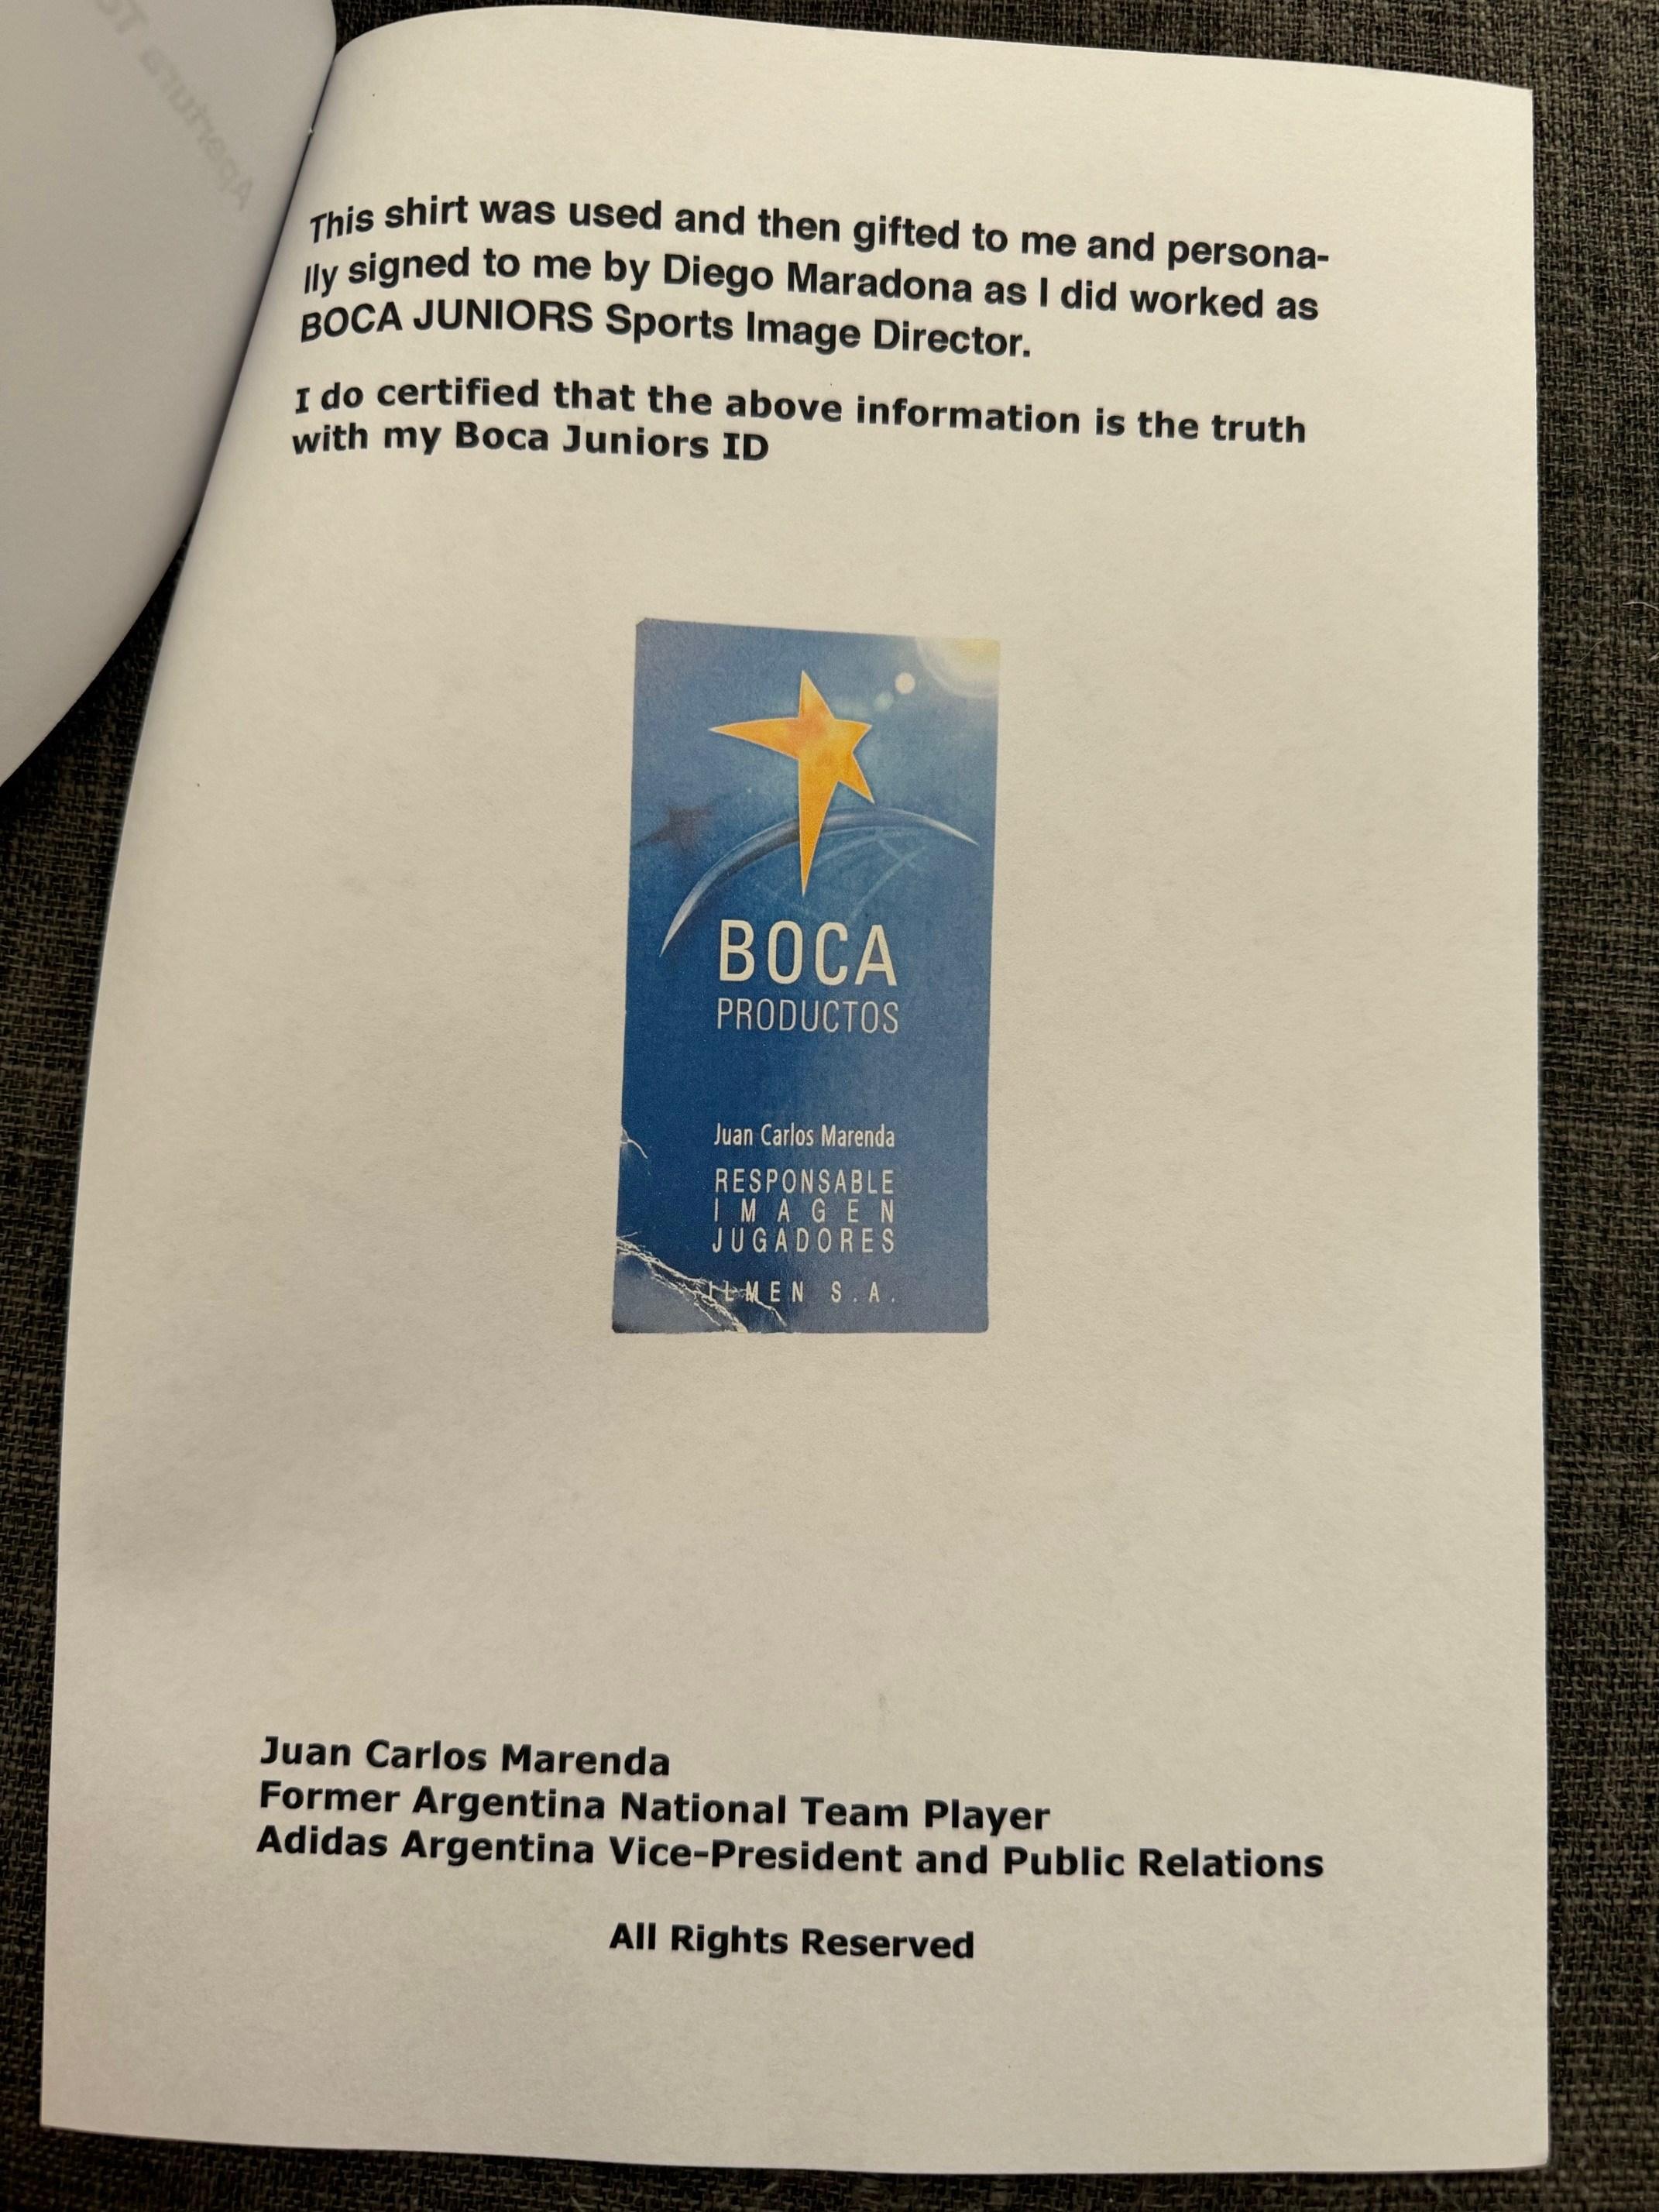 Apertura To
This shirt was used and then gifted to me and persona-
lly signed to me by Diego Maradona as I did worked as
BOCA JUNIORS Sports Image Director.
I do certified that the above information is the truth
with my Boca Juniors ID
BOCA
PRODUCTOS
Juan Carlos Marenda
RESPONSABLE
IMAGEN
JUGADORES
ILMEN S.A.
Juan Carlos Marenda
Former Argentina National Team Player
Adidas Argentina Vice-President and Public Relations
All Rights Reserved